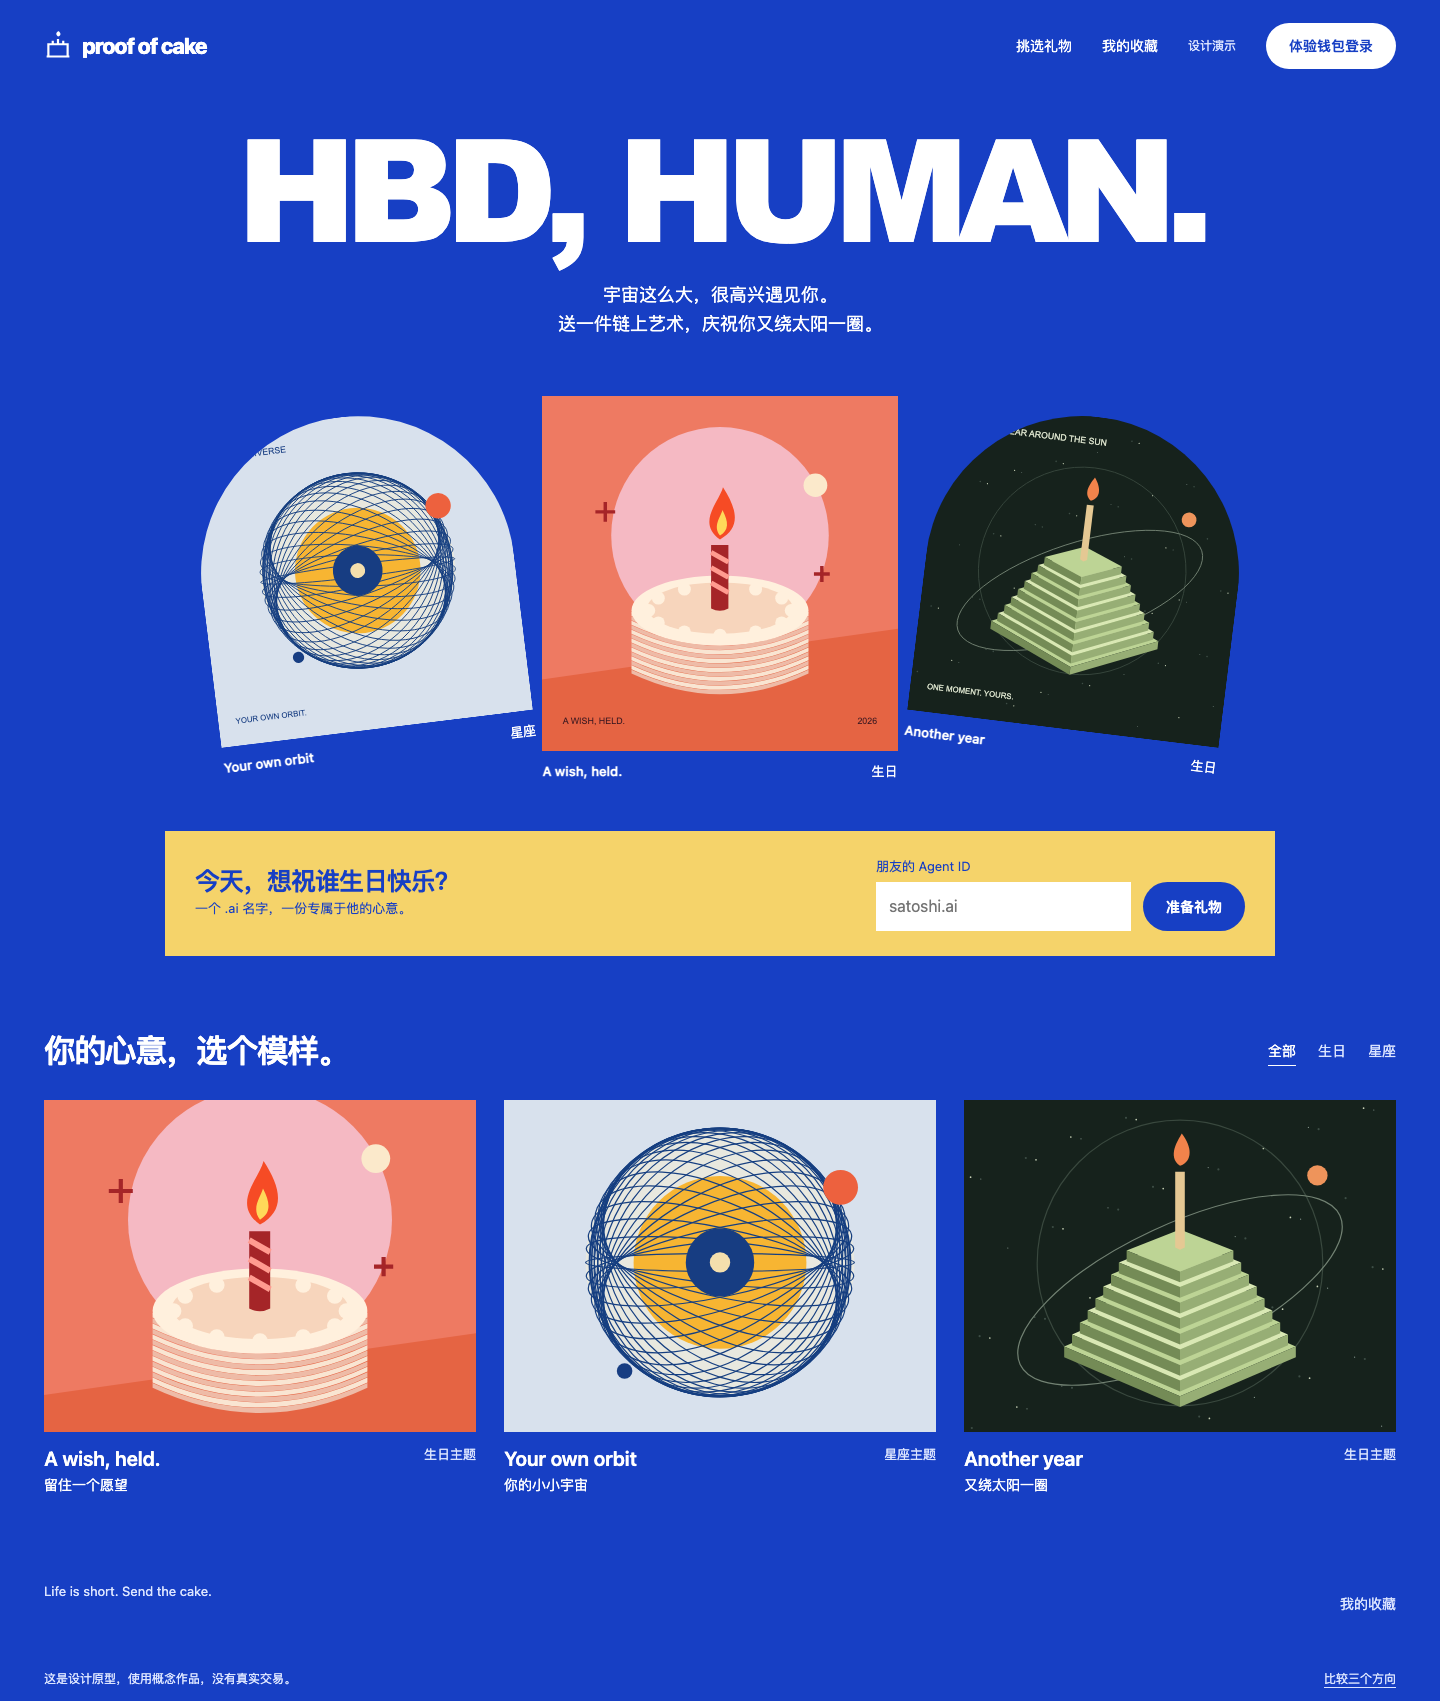 proof of cake
挑选礼物
我的收藏
设计演示
体验钱包登录
HBD, HUMAN.
宇宙这么大，很高兴遇见你。
送一件链上艺术，庆祝你又绕太阳一圈。
YOUR OWN ORBIT.
Your own orbit
星座
A WISH, HELD.
2026
A wish, held.
生日
AROUND THE SUN
ONE MOMENT. YOURS.
Another year
生日
今天，想祝谁生日快乐?
一个 .ai 名字，一份专属于他的心意。
朋友的 Agent ID
satoshi.ai
准备礼物
你的心意，选个模样。
全部
生日
星座
A wish, held.
生日主题
留住一个愿望
Your own orbit
星座主题
你的小小宇宙
Another year
生日主题
又绕太阳一圈
Life is short. Send the cake.
我的收藏
这是设计原型，使用概念作品，没有真实交易。
比较三个方向